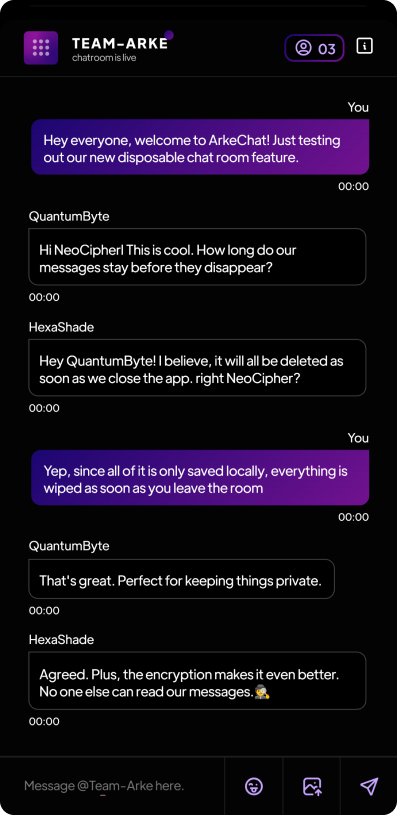 TEAM-ARKE
chatroom is live
03
You
Hey everyone, welcome to ArkeChat! Just testing
out our new disposable chat room feature.
00:00
QuantumByte
Hi NeoCipher! This is cool. How long do our
messages stay before they disappear?
00:00
HexaShade
Hey QuantumByte! I believe, it will all be deleted as
soon as we close the app. right NeoCipher?
00:00
You
Yep, since all of it is only saved locally, everything is
wiped as soon as you leave the room
00:00
QuantumByte
That's great. Perfect for keeping things private.
00:00
HexaShade
Agreed. Plus, the encryption makes it even better.
No one else can read our messages.🕵️
00:00
Message @Team-Arke here.